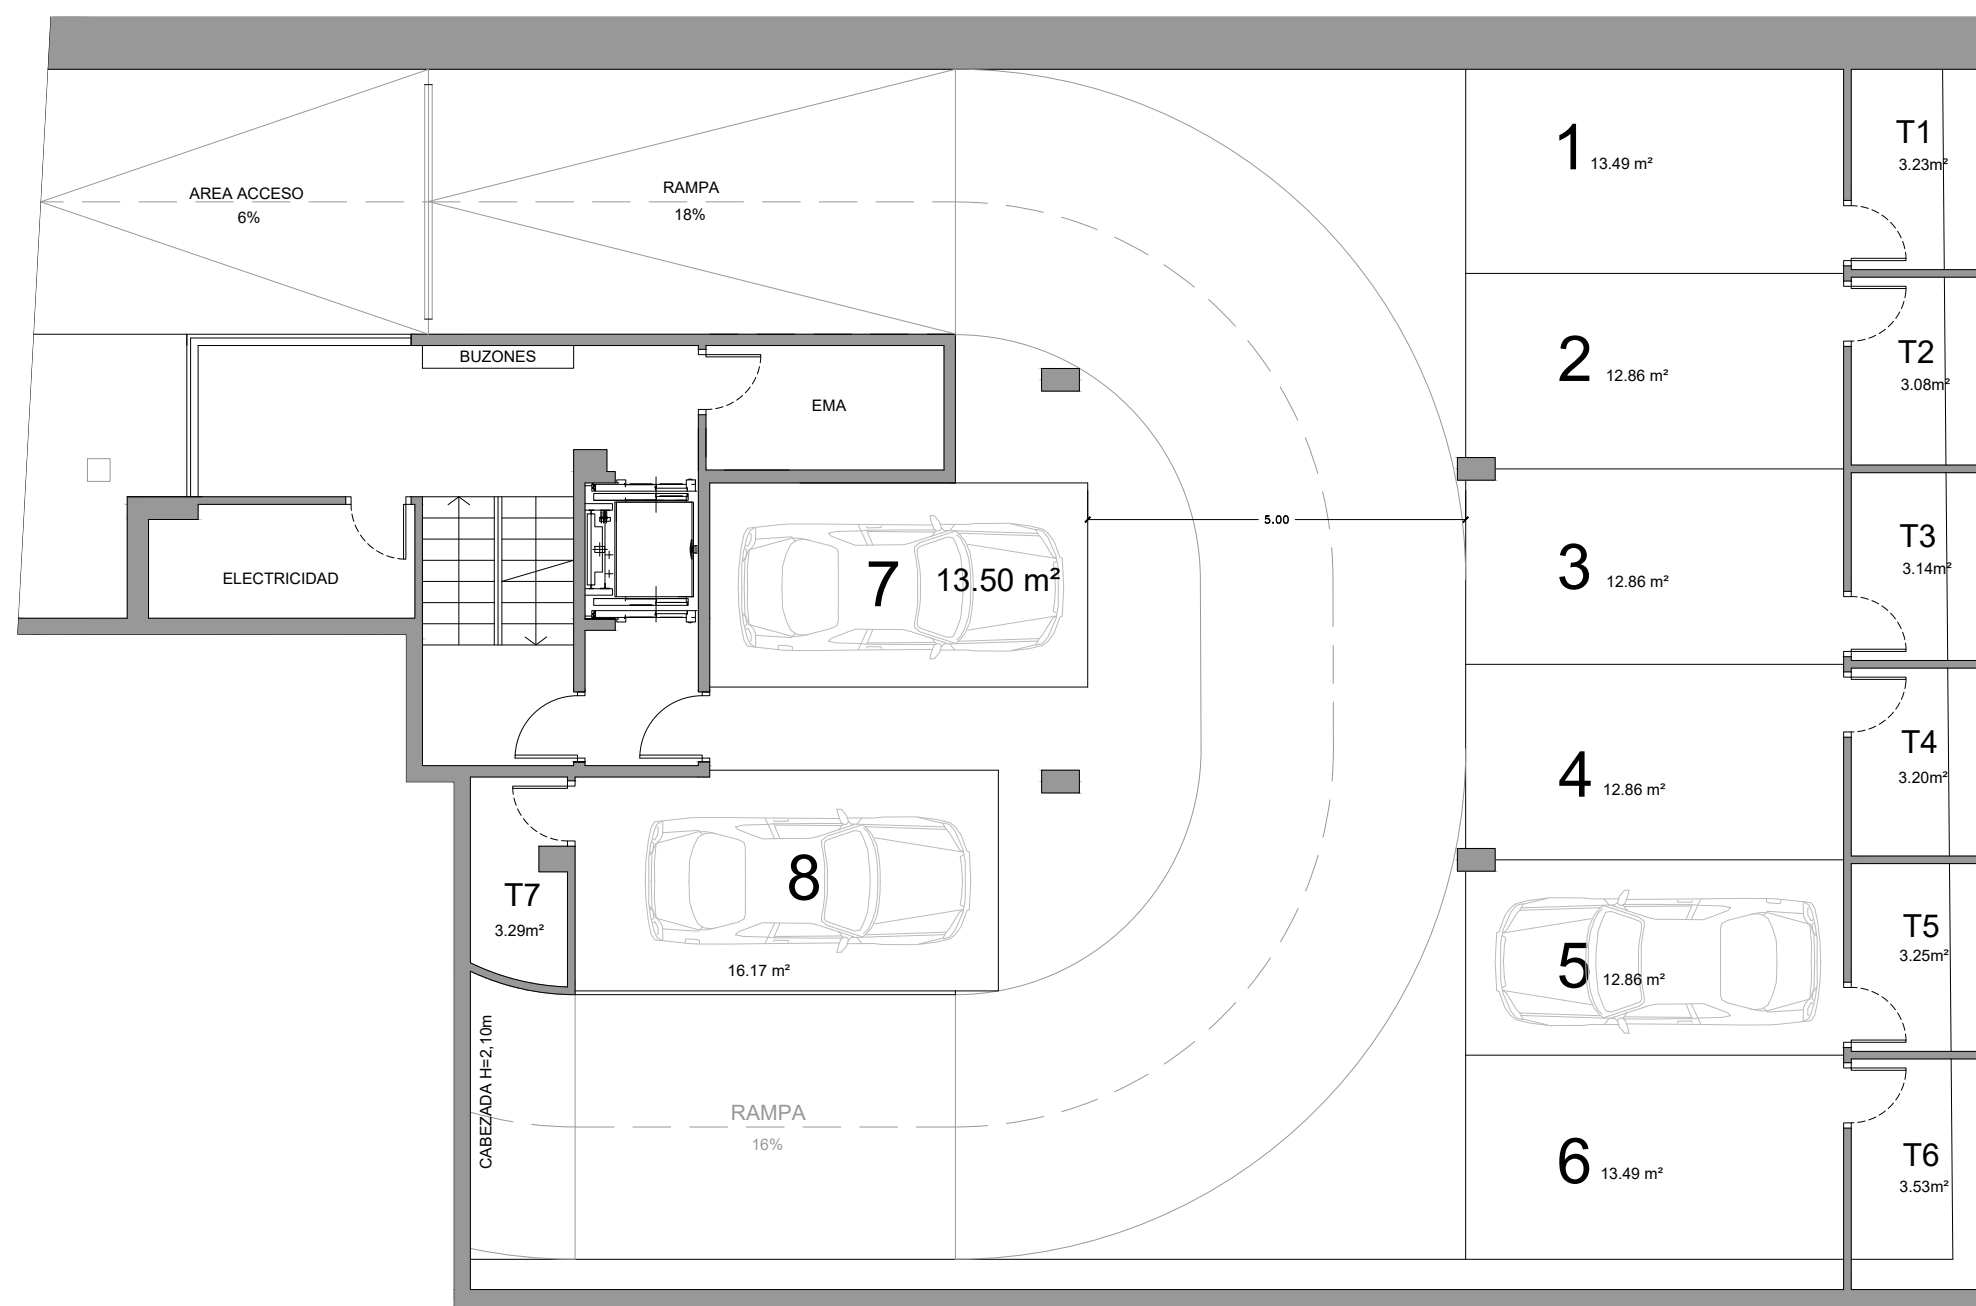 AREA ACCESO
6%
RAMPA
18%
1 13.49 m²
T1
3.23m²
BUZONES
EMA
2 12.86 m²
T2
3.08m²
5.00
ELECTRICIDAD
7 13.50 m²
3 12.86 m²
T3
3.14m²
4 12.86 m²
T4
3.20m²
T7
3.29m²
8
16.17 m²
5 12.86 m²
T5
3.25m²
CABEZADA H=2,10m
RAMPA
16%
6 13.49 m²
T6
3.53m²